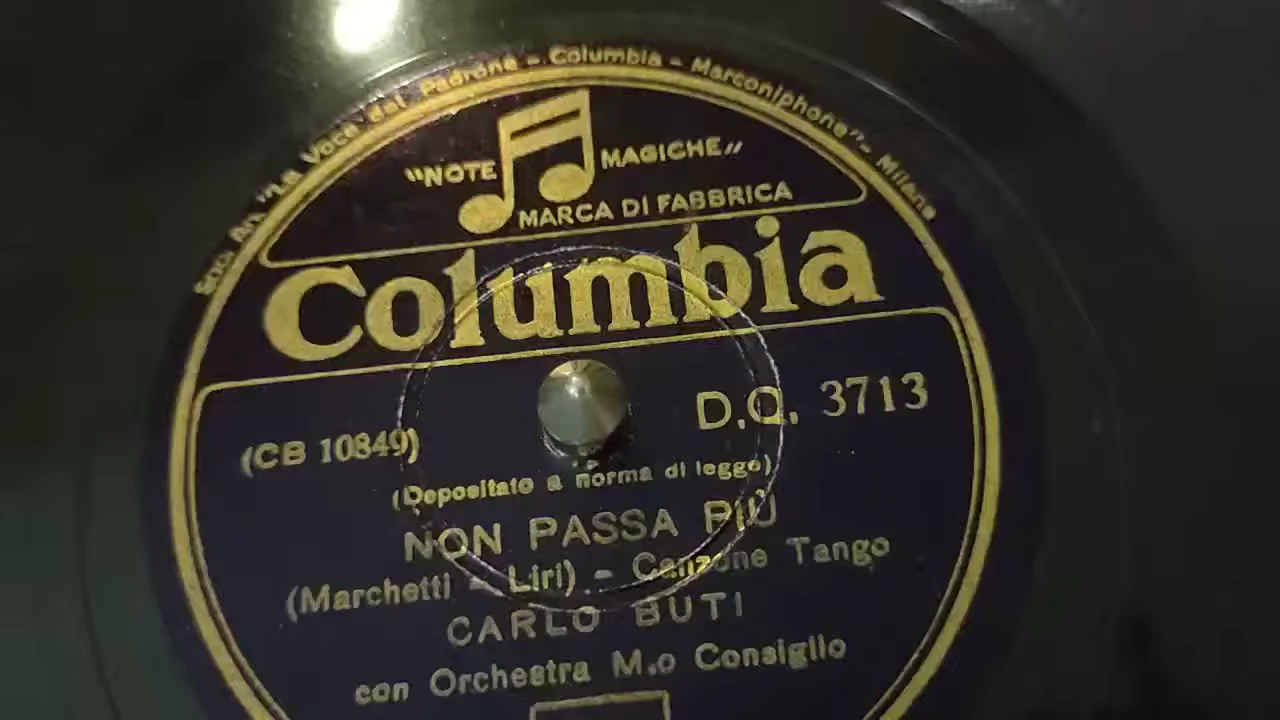 Soc. An. "La Voce del Padrone - Columbia - Marconiphone" - Milano
"NOTE MAGICHE"
MARCA DI FABBRICA
Columbia
(CB 10849)
D.Q. 3713
(Depositato a norma di legge)
NON PASSA PIÙ
(Marchetti - Liri) - Canzone Tango
CARLO BUTI
con Orchestra M.o Consiglio